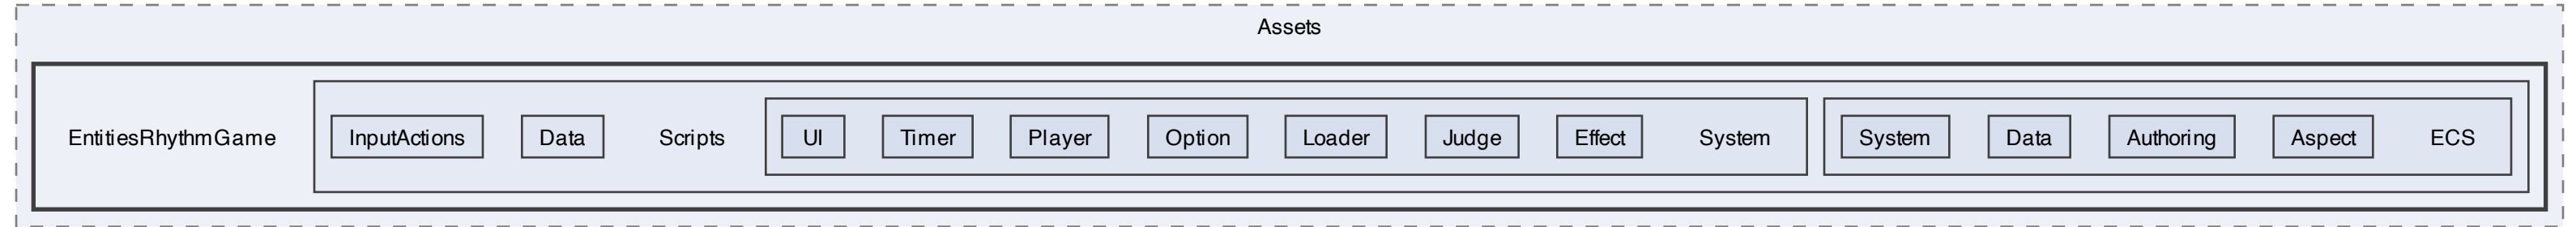 Assets
EntitiesRhythmGame InputActions Data Scripts UI Timer Player Option Loader Judge Effect System System Data Authoring Aspect ECS